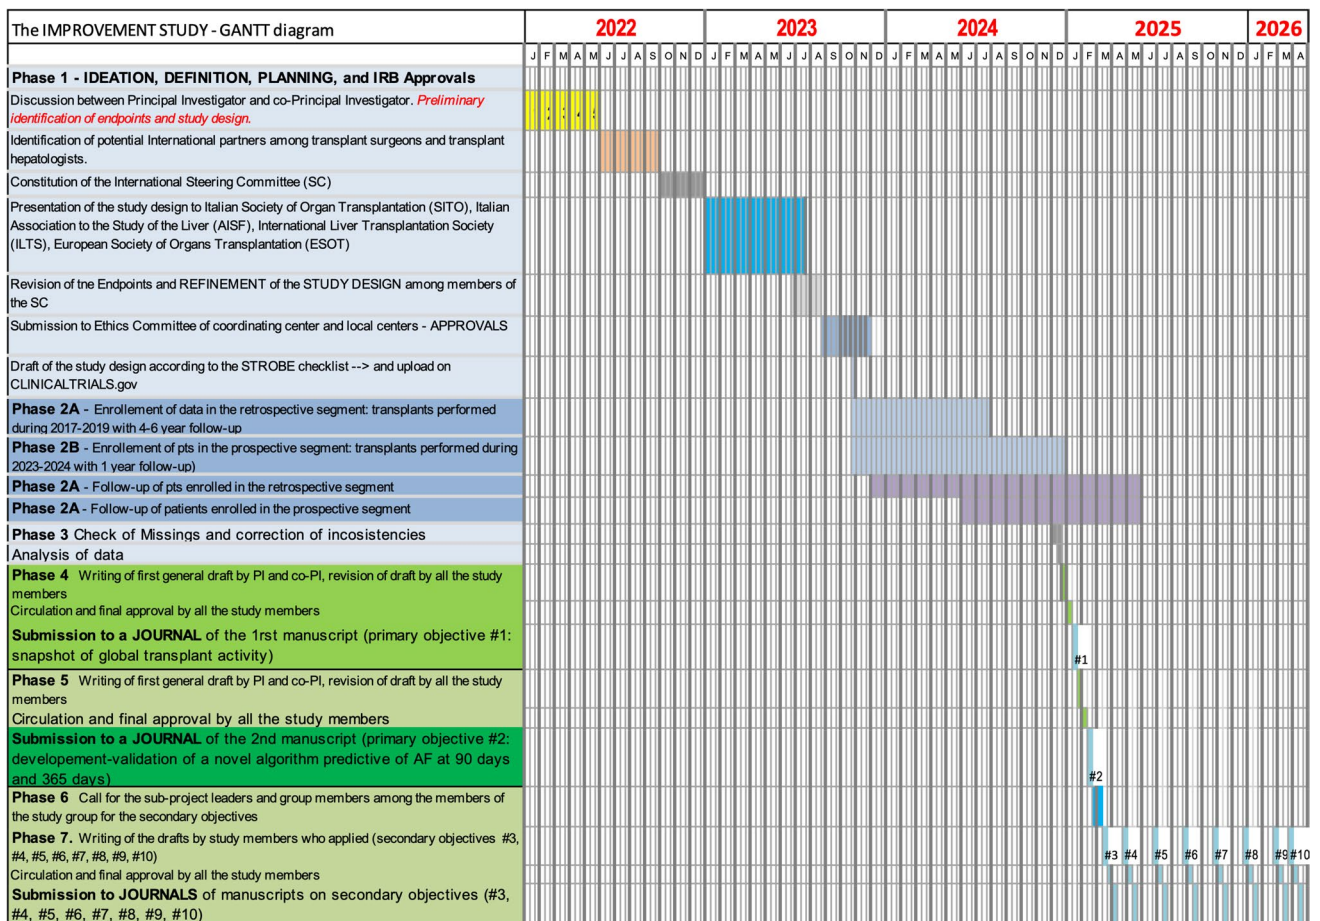 The IMPROVEMENT STUDY - GANTT diagram
2022 2023 2024 2025 2026
J F M A M J J A S O N D J F M A M J J A S O N D J F M A M J J A S O N D J F M A M J J A S O N D J F M A
Phase 1 - IDEATION, DEFINITION, PLANNING, and IRB Approvals
Discussion between Principal Investigator and co-Principal Investigator. Preliminary
identification of endpoints and study design.
Identification of potential International partners among transplant surgeons and transplant
hepatologists.
Constitution of the International Steering Committee (SC)
Presentation of the study design to Italian Society of Organ Transplantation (SITO), Italian
Association to the Study of the Liver (AISF), International Liver Transplantation Society
(ILTS), European Society of Organs Transplantation (ESOT)
Revision of tne Endpoints and REFINEMENT of the STUDY DESIGN among members of
the SC
Submission to Ethics Committee of coordinating center and local centers - APPROVALS
Draft of the study design according to the STROBE checklist --> and upload on
CLINICALTRIALS.gov
Phase 2A - Enrollement of data in the retrospective segment: transplants performed
during 2017-2019 with 4-6 year follow-up
Phase 2B - Enrollement of pts in the prospective segment: transplants performed during
2023-2024 with 1 year follow-up)
Phase 2A - Follow-up of pts enrolled in the retrospective segment
Phase 2A - Follow-up of patients enrolled in the prospective segment
Phase 3 Check of Missings and correction of incosistencies
Analysis of data
Phase 4 Writing of first general draft by PI and co-PI, revision of draft by all the study
members
Circulation and final approval by all the study members
Submission to a JOURNAL of the 1rst manuscript (primary objective #1:
snapshot of global transplant activity)
#1
Phase 5 Writing of first general draft by PI and co-PI, revision of draft by all the study
members
Circulation and final approval by all the study members
Submission to a JOURNAL of the 2nd manuscript (primary objective #2:
developement-validation of a novel algorithm predictive of AF at 90 days
and 365 days)
#2
Phase 6 Call for the sub-project leaders and group members among the members of
the study group for the secondary objectives
Phase 7. Writing of the drafts by study members who applied (secondary objectives #3,
#4, #5, #6, #7, #8, #9, #10)
#3 #4 #5 #6 #7 #8 #9 #10
Circulation and final approval by all the study members
Submission to JOURNALS of manuscripts on secondary objectives (#3,
#4, #5, #6, #7, #8, #9, #10)